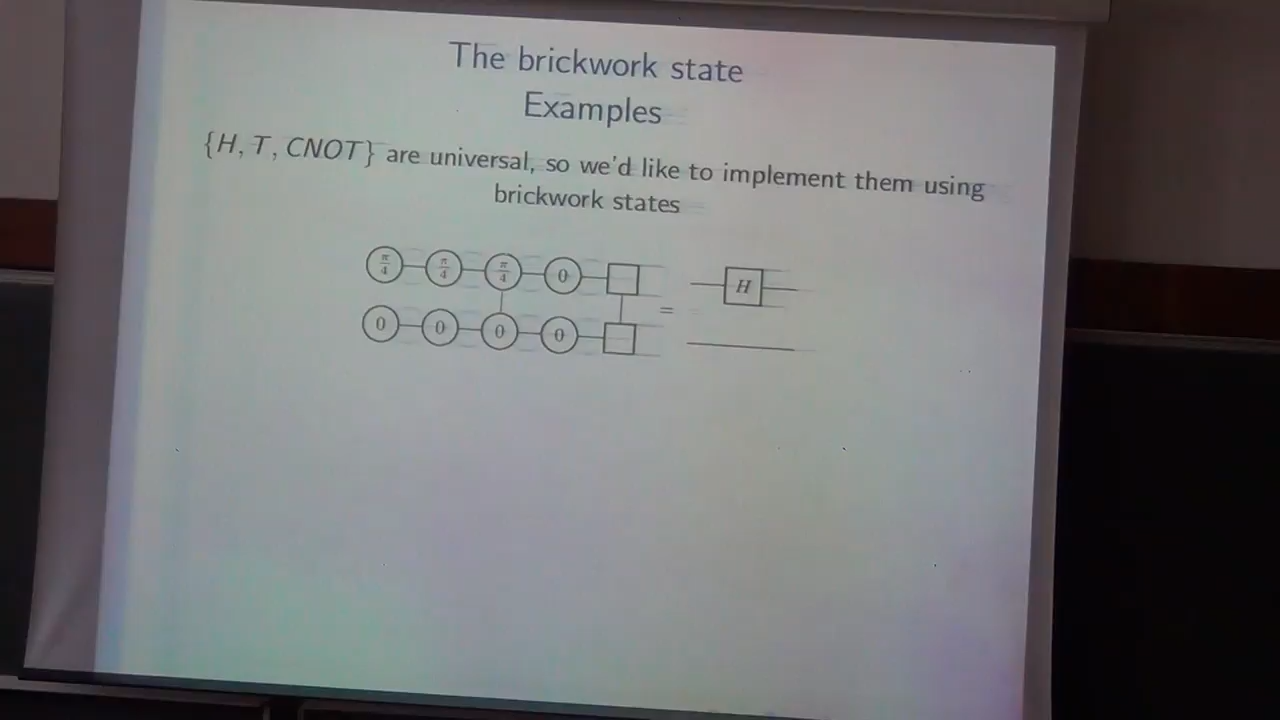 The brickwork state
Examples
{H, T, CNOT} are universal, so we'd like to implement them using
brickwork states
π/4 π/4 π/4 0
= H
0 0 0 0